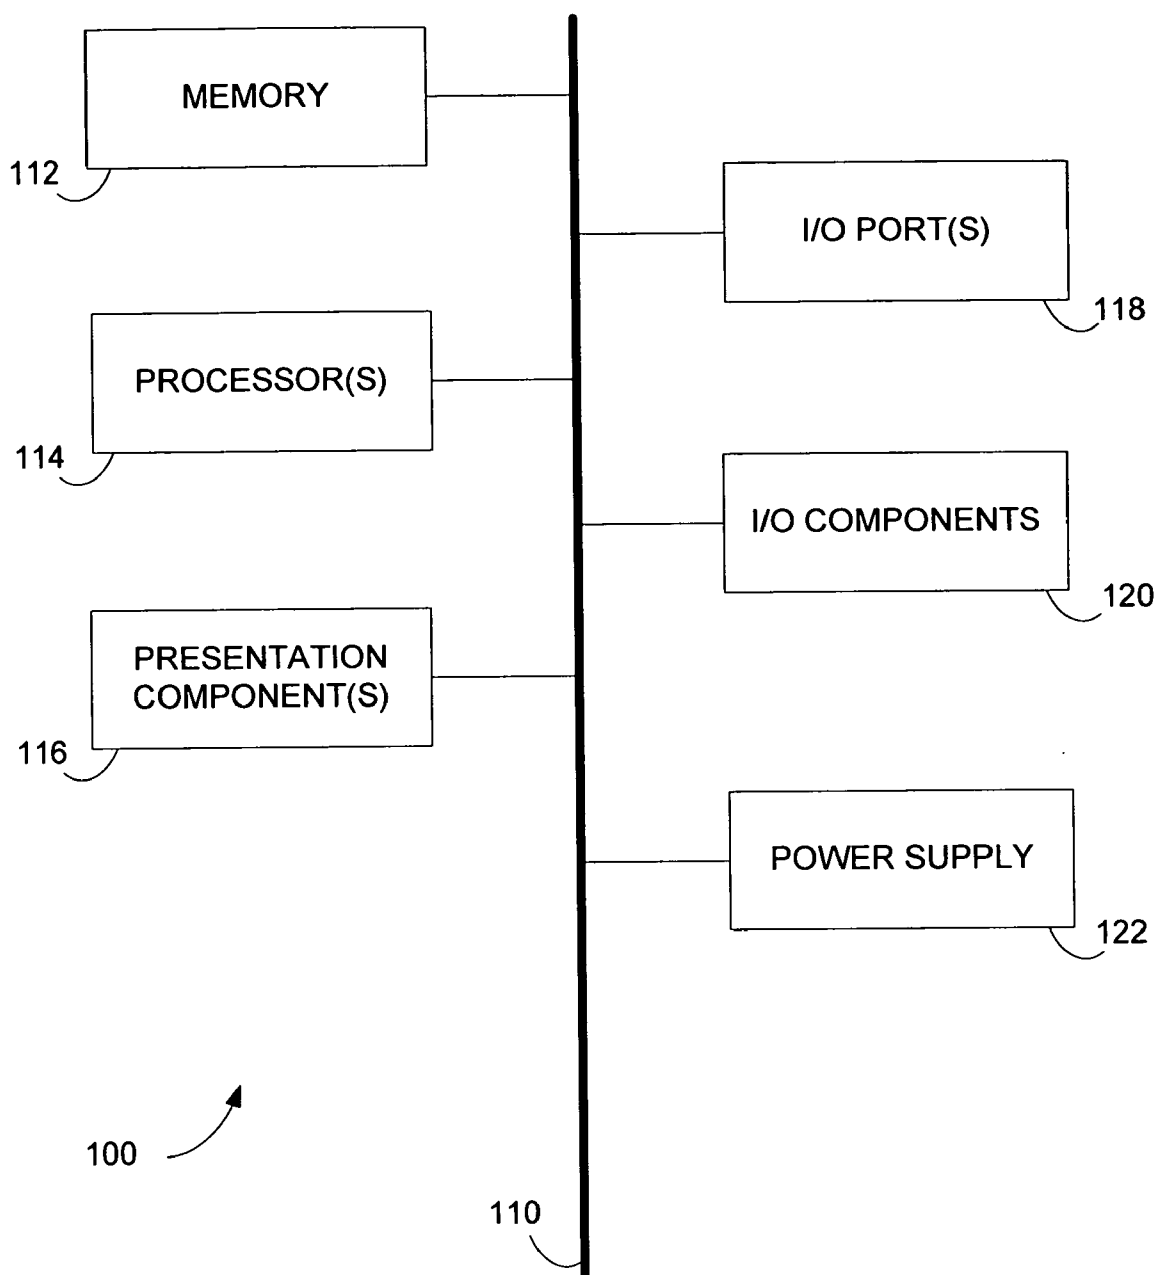 MEMORY
112
I/O PORT(S)
118
PROCESSOR(S)
114
I/O COMPONENTS
120
PRESENTATION
COMPONENT(S)
116
POWER SUPPLY
122
100
110